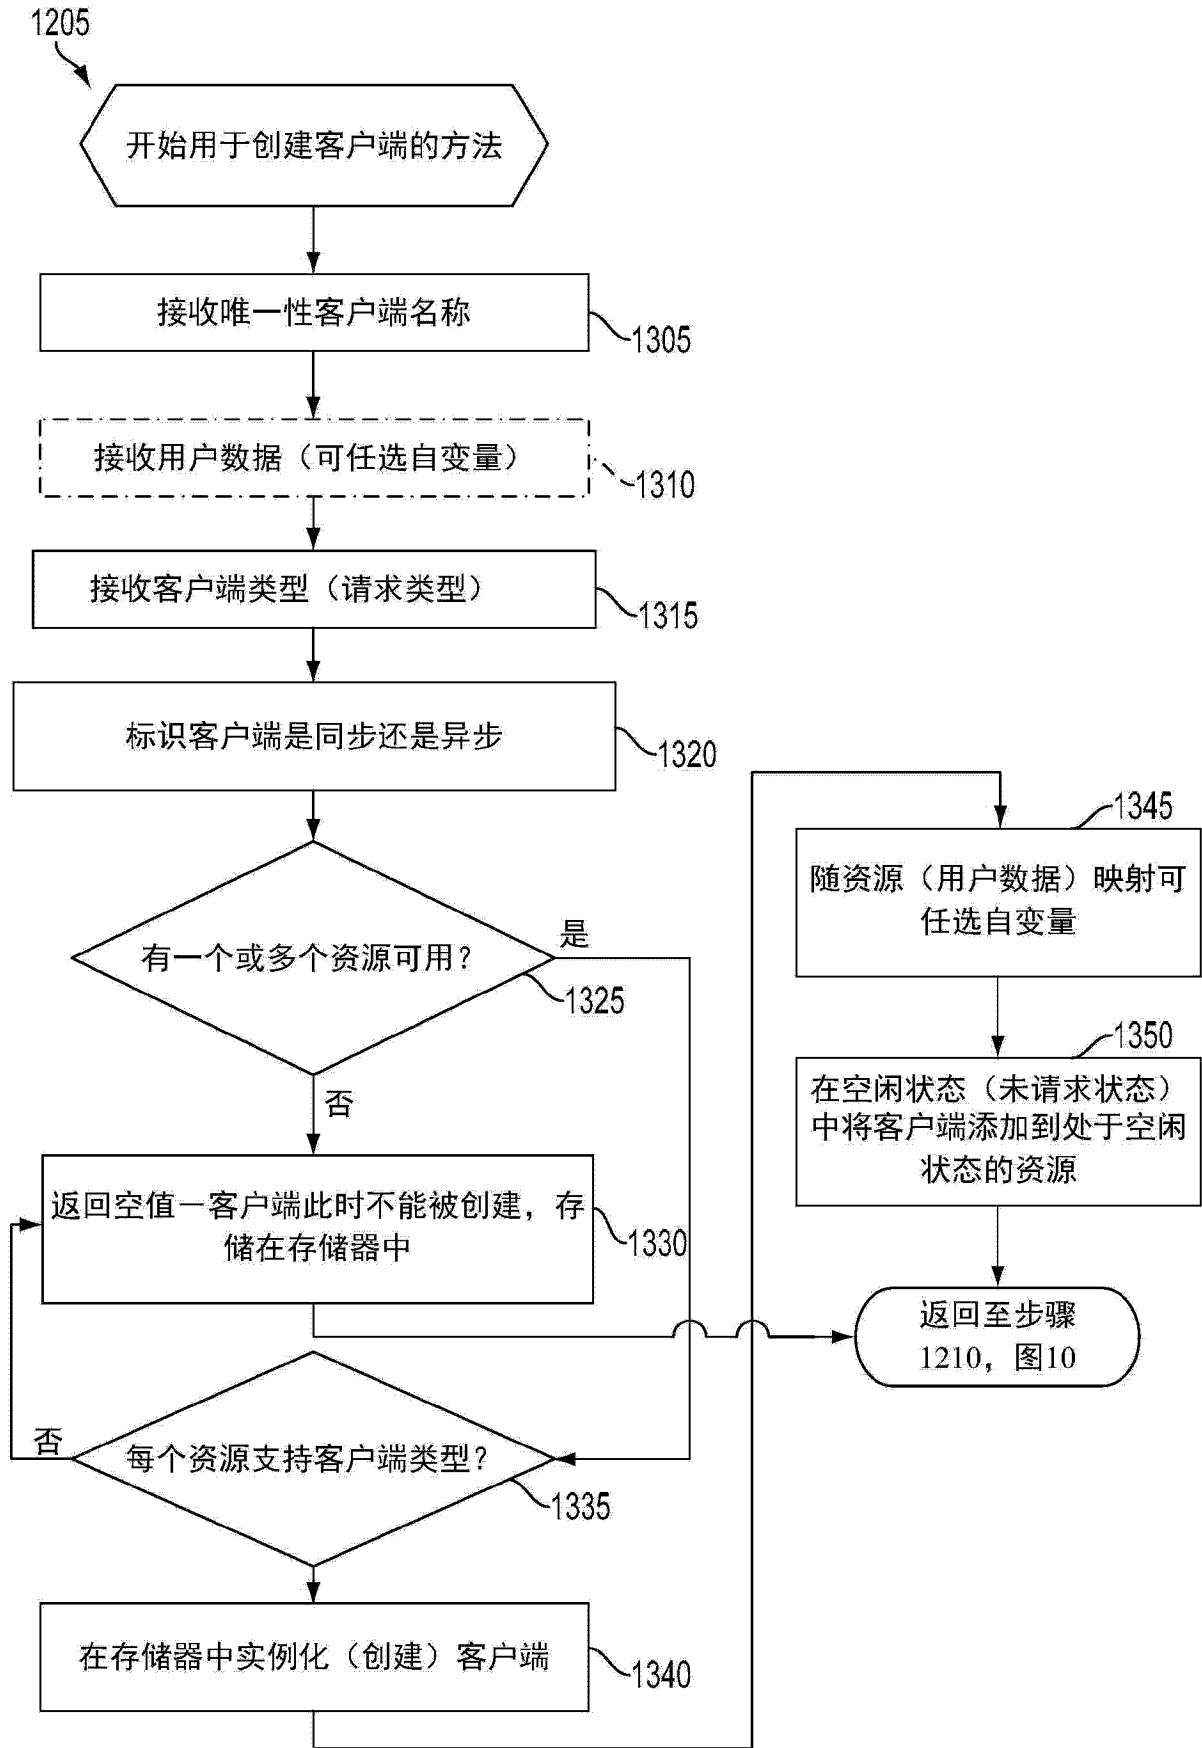 1205
开始用于创建客户端的方法
接收唯一性客户端名称
1305
接收用户数据（可任选自变量）
1310
接收客户端类型（请求类型）
1315
标识客户端是同步还是异步
1320
有一个或多个资源可用？
是
1325
否
返回空值－客户端此时不能被创建，存
储在存储器中
1330
每个资源支持客户端类型？
否
1335
在存储器中实例化（创建）客户端
1340
1345
随资源（用户数据）映射可
任选自变量
1350
在空闲状态（未请求状态）
中将客户端添加到处于空闲
状态的资源
返回至步骤
1210，图10